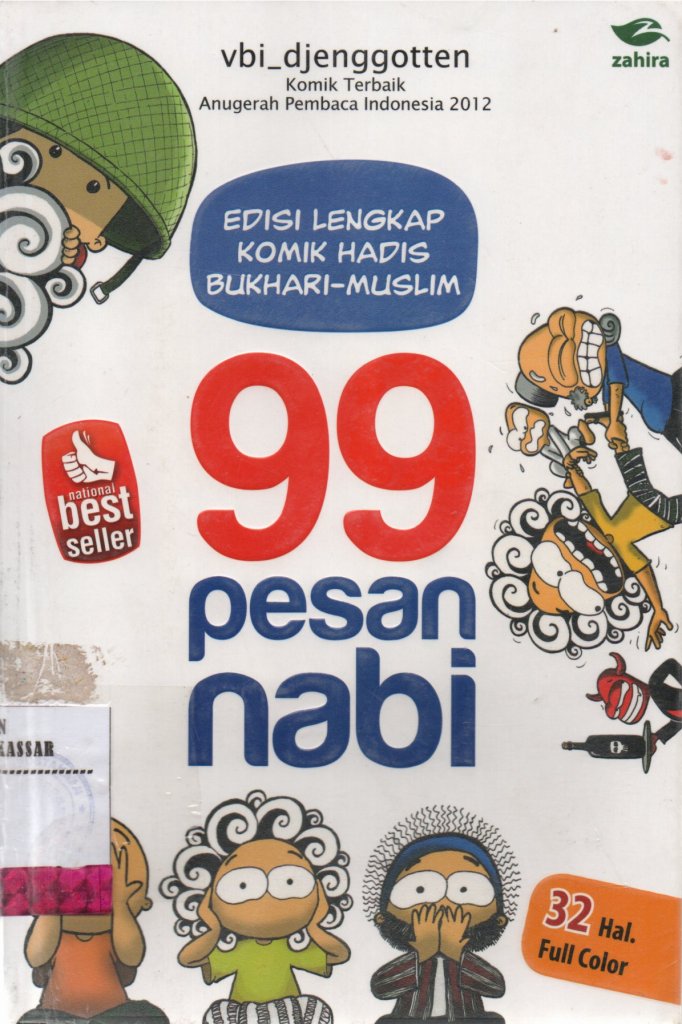 vbi_djenggotten
Komik Terbaik
Anugerah Pembaca Indonesia 2012
zahira
EDISI LENGKAP
KOMIK HADIS
BUKHARI-MUSLIM
99
national
best
seller
pesan
nabi
N
KASSAR
32 Hal.
Full Color